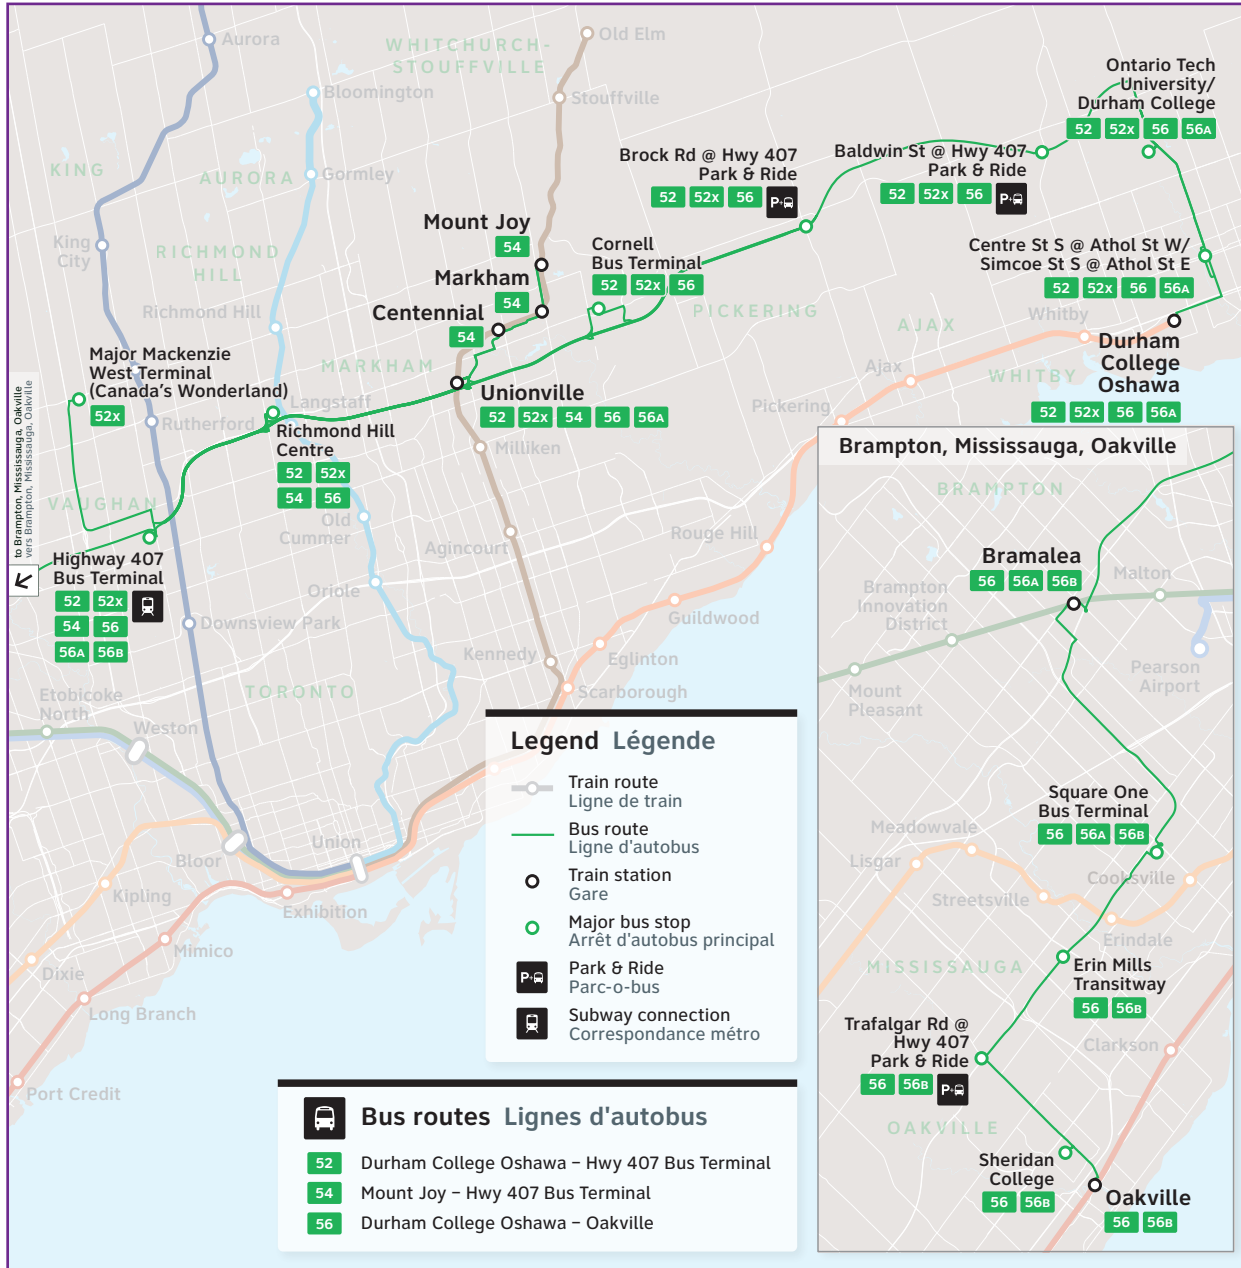 Aurora
WHITCHURCH-
STOUFFVILLE
Old Elm
Bloomington
Stouffville
Ontario Tech
University/
Durham College
52 52x 56 56A
KING
AURORA
Gormley
Brock Rd @ Hwy 407
Park & Ride
52 52x 56 P+
Baldwin St @ Hwy 407
Park & Ride
52 52x 56 P+
King
City
RICHMOND
HILL
Mount Joy
54
Markham
54
Cornell
Bus Terminal
52 52x 56
Centre St S @ Athol St W/
Simcoe St S @ Athol St E
52 52x 56 56A
Richmond Hill
Centennial
54
PICKERING
AJAX
Whitby
Durham
College
Oshawa
52 52x 56 56A
Major Mackenzie
West Terminal
(Canada's Wonderland)
52x
MARKHAM
Ajax
WHITBY
to Brampton, Mississauga, Oakville
vers Brampton, Mississauga, Oakville
Rutherford
Langstaff
Unionville
52 52x 54 56 56A
Pickering
Richmond Hill
Centre
52 52x
54 56
Milliken
VAUGHAN
Old
Cummer
Agincourt
Rouge Hill
Highway 407
Bus Terminal
52 52x
54 56
56A 56B
Oriole
Downsview Park
Guildwood
Kennedy
Eglinton
Scarborough
TORONTO
Etobicoke
North
Weston
Bloor
Union
Kipling
Exhibition
Mimico
Dixie
Long Branch
Port Credit
Legend Légende
Train route
Ligne de train
Bus route
Ligne d'autobus
Train station
Gare
Major bus stop
Arrêt d'autobus principal
P+ Park & Ride
Parc-o-bus
Subway connection
Correspondance métro
Bus routes Lignes d'autobus
52 Durham College Oshawa – Hwy 407 Bus Terminal
54 Mount Joy – Hwy 407 Bus Terminal
56 Durham College Oshawa – Oakville
Brampton, Mississauga, Oakville
BRAMPTON
Bramalea
56 56A 56B
Malton
Brampton
Innovation
District
Pearson
Airport
Mount
Pleasant
Square One
Bus Terminal
56 56A 56B
Meadowvale
Lisgar
Cooksville
Streetsville
Erindale
MISSISSAUGA
Erin Mills
Transitway
56 56B
Trafalgar Rd @
Hwy 407
Park & Ride
56 56B P+
Clarkson
OAKVILLE
Sheridan
College
56 56B
Oakville
56 56B